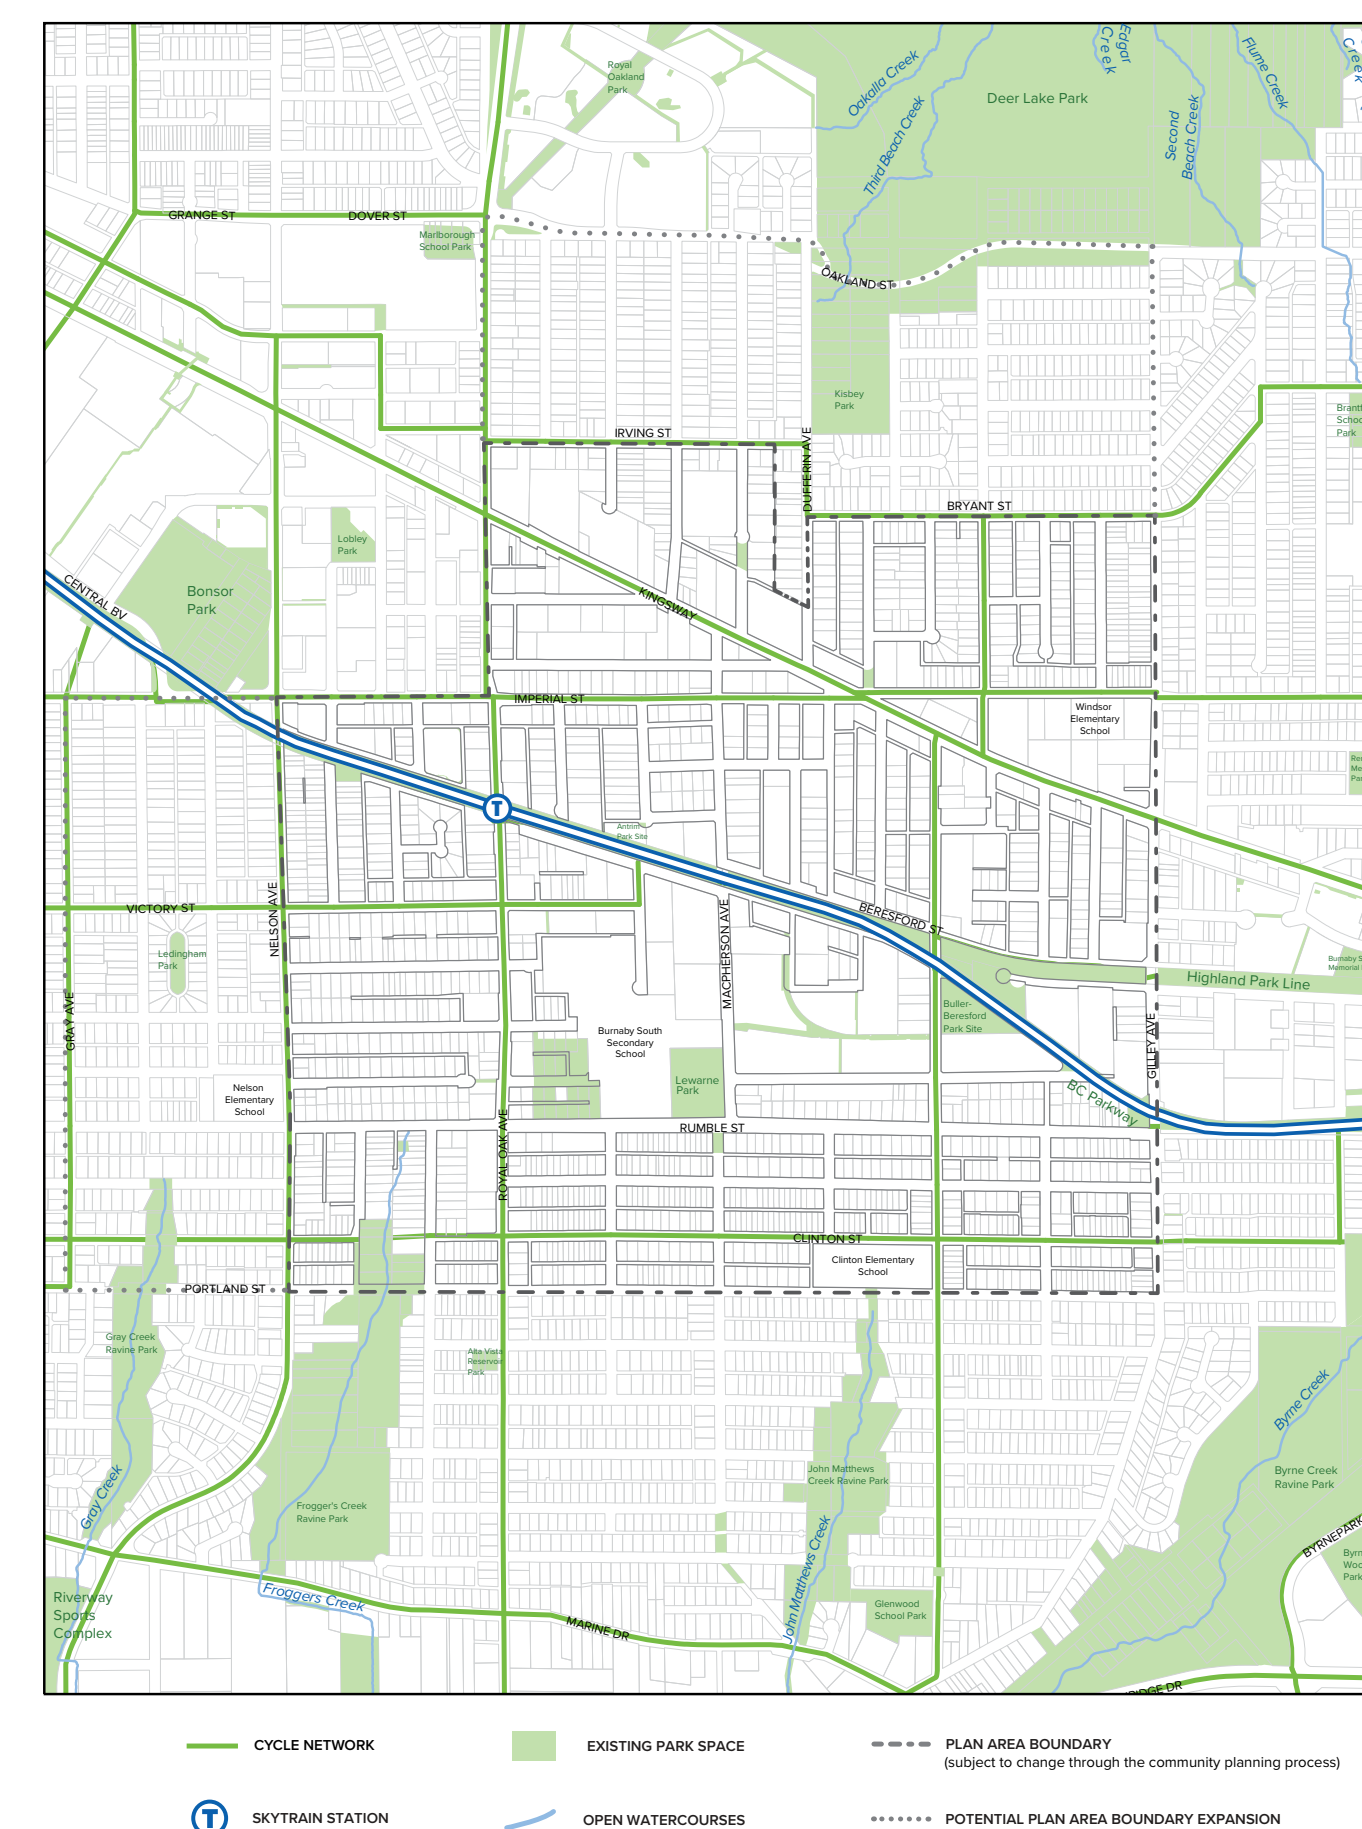 Royal
Oakland
Park
Oakalla Creek
Third Beach Creek
Edgar
Creek
Deer Lake Park
Second
Beach Creek
Flume Creek
Creek
GRANGE ST
DOVER ST
Marlborough
School Park
OAKLAND ST
Kisbey
Park
IRVING ST
DUFFERIN AVE
BRYANT ST
Lobley
Park
Bonsor
Park
CENTRAL BV
KINGSWAY
IMPERIAL ST
Windsor
Elementary
School
T
Antrim
Park Site
VICTORY ST
NELSON AVE
MACPHERSON AVE
BERESFORD ST
Ledingham
Park
Highland Park Line
Buller-
Beresford
Park Site
GRAY AVE
GILLEY AVE
Burnaby South
Secondary
School
Nelson
Elementary
School
Lewarne
Park
BC Parkway
ROYAL OAK AVE
RUMBLE ST
CLINTON ST
Clinton Elementary
School
PORTLAND ST
Gray Creek
Ravine Park
Alta Vista
Reservoir
Park
Byrne Creek
Byrne Creek
Ravine Park
John Matthews
Creek Ravine Park
Gray Creek
Frogger's Creek
Ravine Park
John Matthews Creek
BYRNEPARK
Riverway
Sports
Complex
Froggers Creek
Glenwood
School Park
MARINE DR
CYCLE NETWORK
EXISTING PARK SPACE
PLAN AREA BOUNDARY
(subject to change through the community planning process)
T
SKYTRAIN STATION
OPEN WATERCOURSES
POTENTIAL PLAN AREA BOUNDARY EXPANSION